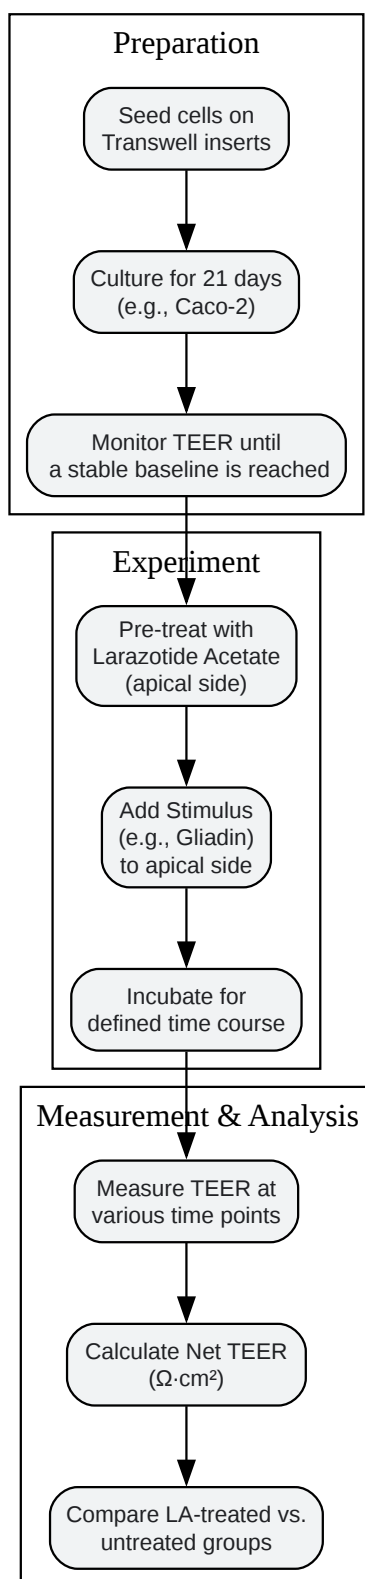 Preparation
Seed cells on
Transwell inserts
Culture for 21 days
(e.g., Caco-2)
Monitor TEER until
a stable baseline is reached
Experiment
Pre-treat with
Larazotide Acetate
(apical side)
Add Stimulus
(e.g., Gliadin)
to apical side
Incubate for
defined time course
Measurement & Analysis
Measure TEER at
various time points
Calculate Net TEER
(Ω·cm²)
Compare LA-treated vs.
untreated groups